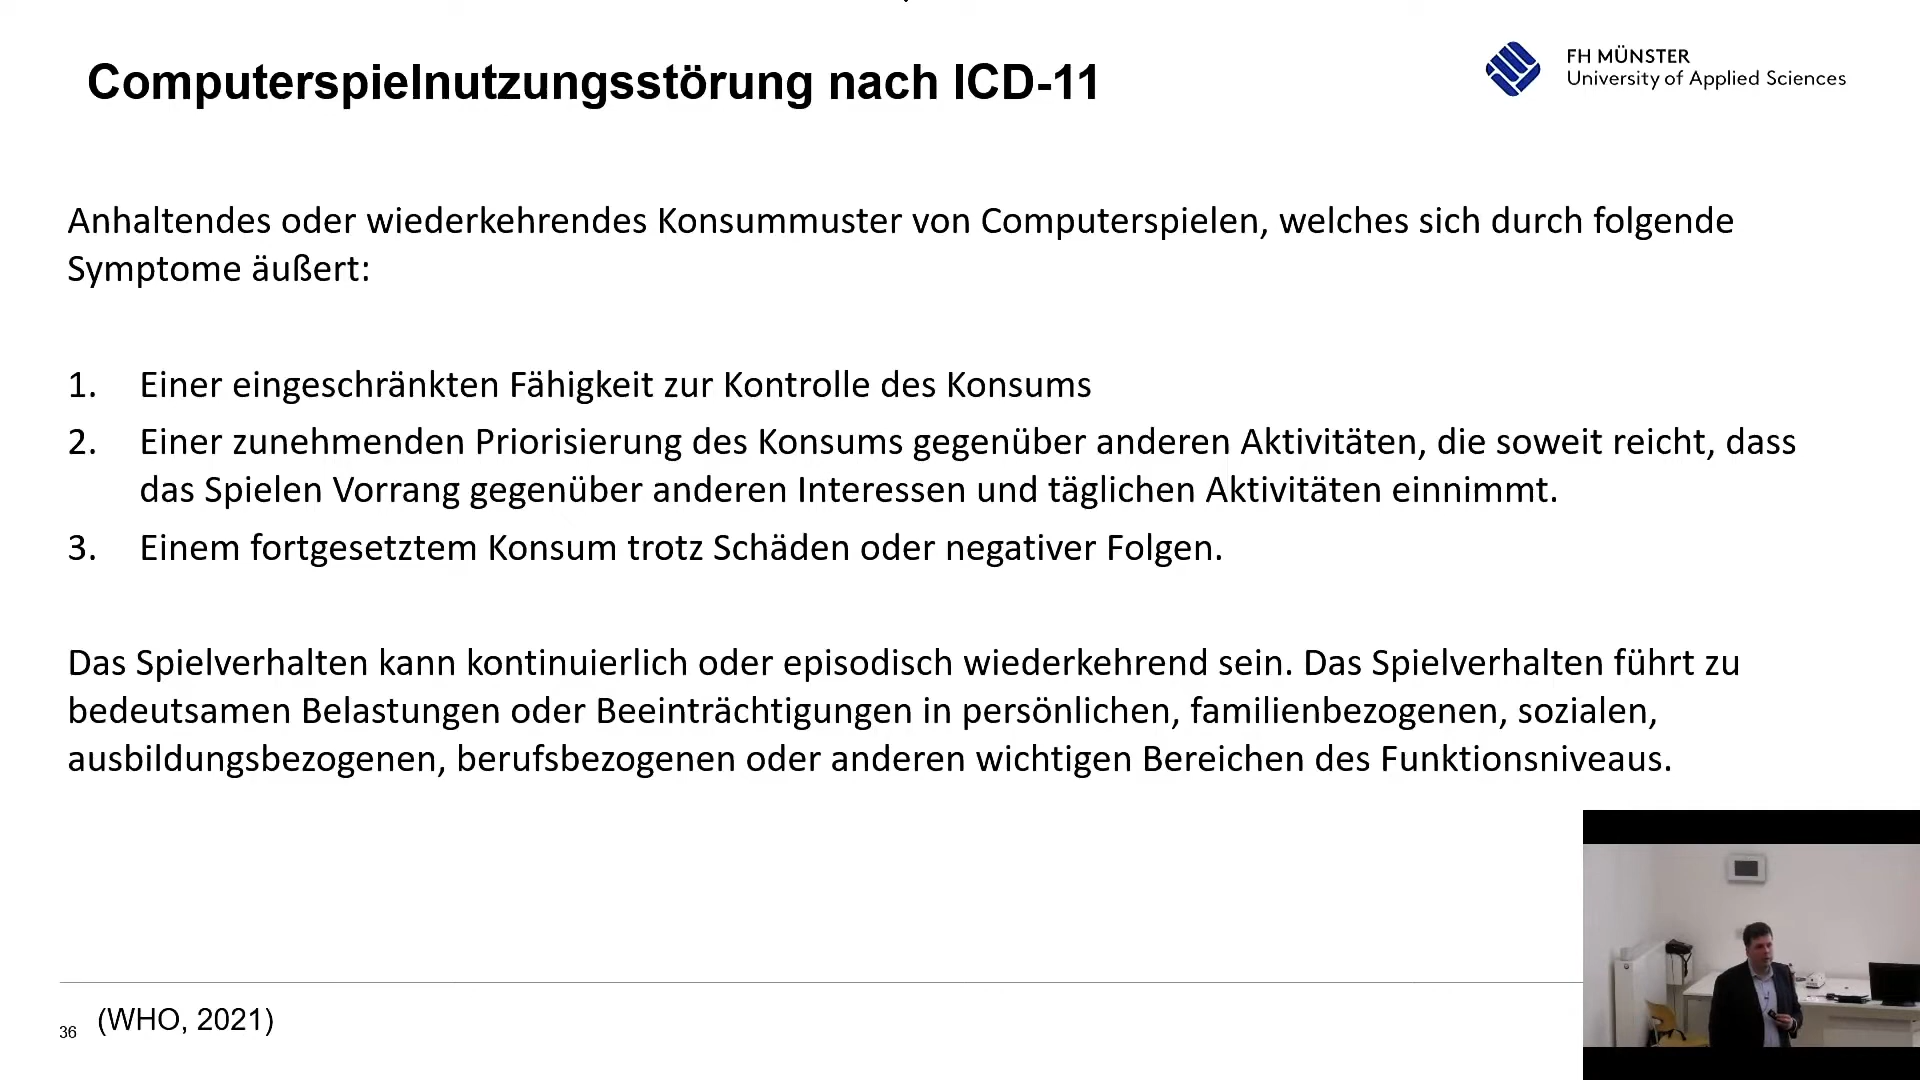 Computerspielnutzungsstörung nach ICD-11
FH MÜNSTER
University of Applied Sciences
Anhaltendes oder wiederkehrendes Konsummuster von Computerspielen, welches sich durch folgende
Symptome äußert:
1. Einer eingeschränkten Fähigkeit zur Kontrolle des Konsums
2. Einer zunehmenden Priorisierung des Konsums gegenüber anderen Aktivitäten, die soweit reicht, dass
das Spielen Vorrang gegenüber anderen Interessen und täglichen Aktivitäten einnimmt.
3. Einem fortgesetztem Konsum trotz Schäden oder negativer Folgen.
Das Spielverhalten kann kontinuierlich oder episodisch wiederkehrend sein. Das Spielverhalten führt zu
bedeutsamen Belastungen oder Beeinträchtigungen in persönlichen, familienbezogenen, sozialen,
ausbildungsbezogenen, berufsbezogenen oder anderen wichtigen Bereichen des Funktionsniveaus.
36 (WHO, 2021)